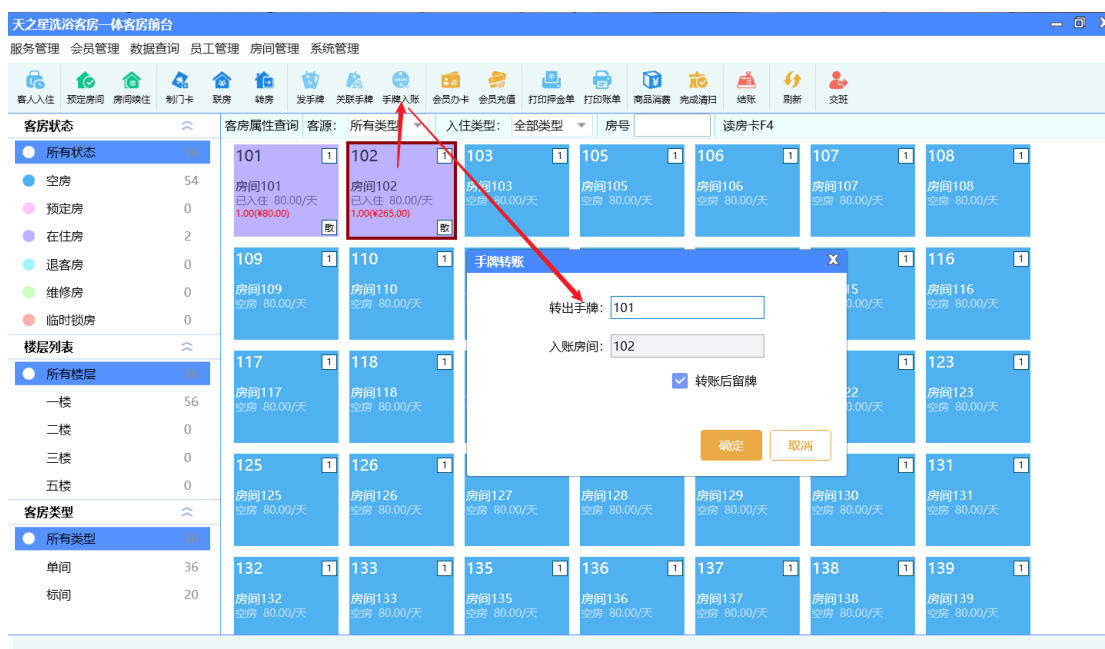 天之星洗浴客房一体客房前台
服务管理 会员管理 数据查询 员工管理 房间管理 系统管理
客人入住 预定房间 房间续住 制门卡 联房 转房 发手牌 关联手牌 手牌入账 会员办卡 会员充值 打印押金单 打印账单 商品消费 完成清扫 结账 刷新 交班
客房状态
客房属性查询 客源: 所有类型 入住类型: 全部类型 房号 读房卡F4
所有状态 56
空房 54
预定房 0
在住房 2
退客房 0
维修房 0
临时锁房 0
楼层列表
所有楼层 56
一楼 56
二楼 0
三楼 0
五楼 0
客房类型
所有类型 56
单间 36
标间 20
101 1 102 1 103 1 105 1 106 1 107 1 108 1
房间101 房间102 房间103 房间105 房间106 房间107 房间108
已入住 80.00/天 已入住 80.00/天 空房 80.00/天 空房 80.00/天 空房 80.00/天 空房 80.00/天 空房 80.00/天
1.00(¥80.00) 1.00(¥265.00)
散 散
109 1 110 1 1 116 1
房间109 房间110 15 房间116
空房 80.00/天 空房 80.00/天 0.00/天 空房 80.00/天
117 1 118 1 1 123 1
房间117 房间118 22 房间123
空房 80.00/天 空房 80.00/天 0.00/天 空房 80.00/天
125 1 126 1 1 131 1
房间125 房间126 房间127 房间128 房间129 房间130 房间131
空房 80.00/天 空房 80.00/天 空房 80.00/天 空房 80.00/天 空房 80.00/天 空房 80.00/天 空房 80.00/天
132 1 133 1 135 1 136 1 137 1 138 1 139 1
房间132 房间133 房间135 房间136 房间137 房间138 房间139
空房 80.00/天 空房 80.00/天 空房 80.00/天 空房 80.00/天 空房 80.00/天 空房 80.00/天 空房 80.00/天
手牌转账 X
转出手牌: 101
入账房间: 102
转账后留牌
确定 取消